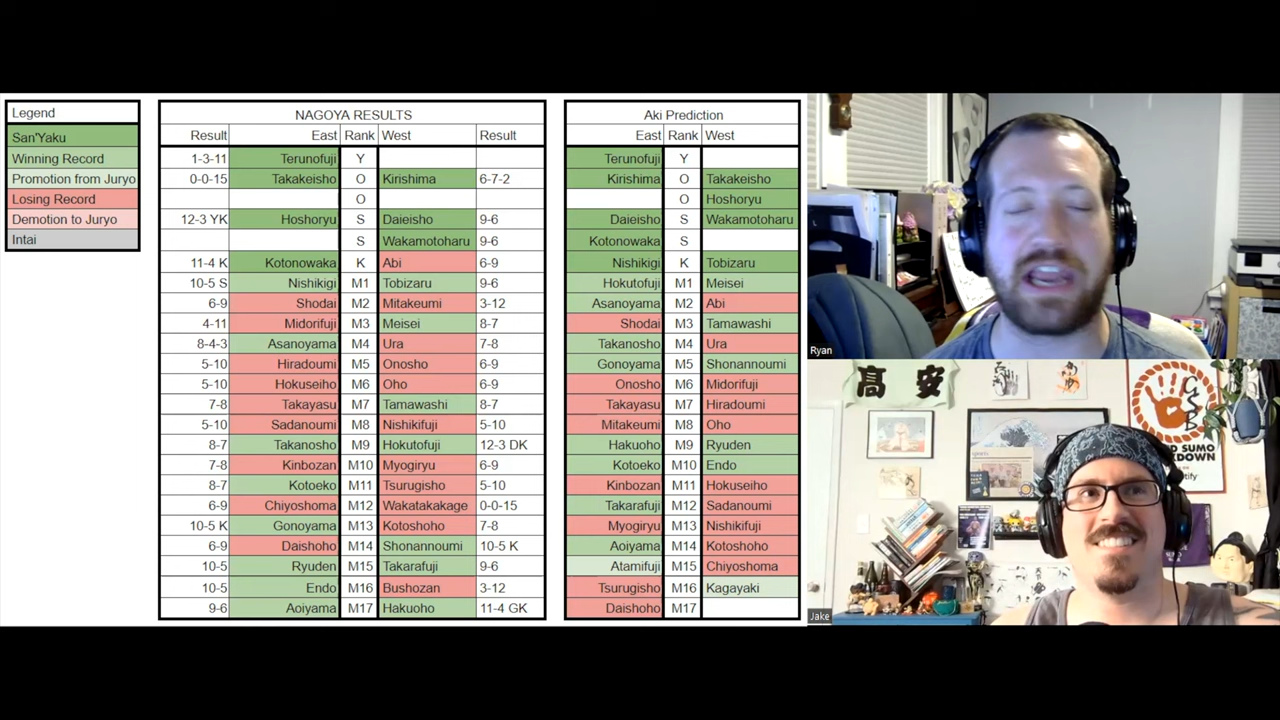 Legend
San'Yaku
Winning Record
Promotion from Juryo
Losing Record
Demotion to Juryo
Intai
NAGOYA RESULTS
Result East Rank West Result
1-3-11 Terunofuji Y
0-0-15 Takakeisho O Kirishima 6-7-2
O
12-3 YK Hoshoryu S Daieisho 9-6
S Wakamotoharu 9-6
11-4 K Kotonowaka K Abi 6-9
10-5 S Nishikigi M1 Tobizaru 9-6
6-9 Shodai M2 Mitakeumi 3-12
4-11 Midorifuji M3 Meisei 8-7
8-4-3 Asanoyama M4 Ura 7-8
5-10 Hiradoumi M5 Onosho 6-9
5-10 Hokuseiho M6 Oho 6-9
7-8 Takayasu M7 Tamawashi 8-7
5-10 Sadanoumi M8 Nishikifuji 5-10
8-7 Takanosho M9 Hokutofuji 12-3 DK
7-8 Kinbozan M10 Myogiryu 6-9
8-7 Kotoeko M11 Tsurugisho 5-10
6-9 Chiyoshoma M12 Wakatakakage 0-0-15
10-5 K Gonoyama M13 Kotoshoho 7-8
6-9 Daishoho M14 Shonannoumi 10-5 K
10-5 Ryuden M15 Takarafuji 9-6
10-5 Endo M16 Bushozan 3-12
9-6 Aoiyama M17 Hakuoho 11-4 GK
Aki Prediction
East Rank West
Terunofuji Y
Kirishima O Takakeisho
O Hoshoryu
Daieisho S Wakamotoharu
Kotonowaka S
Nishikigi K Tobizaru
Hokutofuji M1 Meisei
Asanoyama M2 Abi
Shodai M3 Tamawashi
Takanosho M4 Ura
Gonoyama M5 Shonannoumi
Onosho M6 Midorifuji
Takayasu M7 Hiradoumi
Mitakeumi M8 Oho
Hakuoho M9 Ryuden
Kotoeko M10 Endo
Kinbozan M11 Hokuseiho
Takarafuji M12 Sadanoumi
Myogiryu M13 Nishikifuji
Aoiyama M14 Kotoshoho
Atamifuji M15 Chiyoshoma
Tsurugisho M16 Kagayaki
Daishoho M17
Ryan
高安
GSB
SUMO
Jake